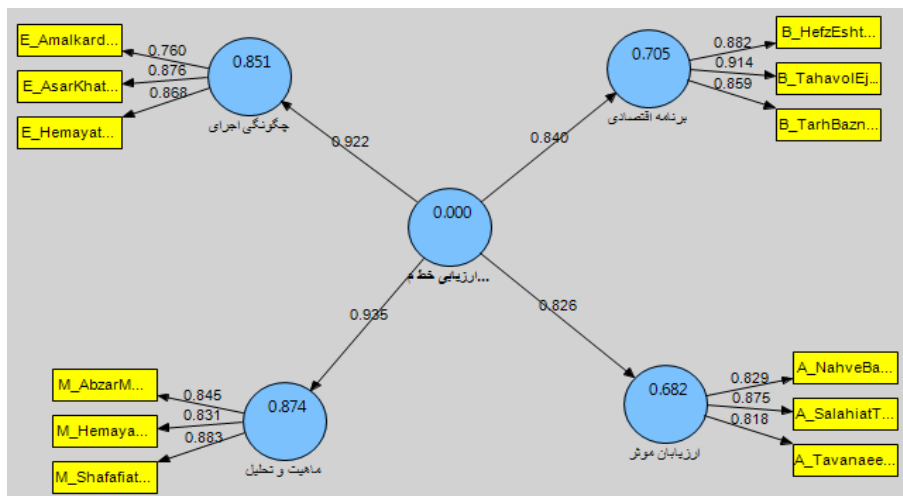 E_Amalkard...
E_AsarKhat...
E_Hemayat...
0.760
0.876
0.868
0.851
چگونگی اجرای
0.922
0.705
برنامه اقتصادی
0.882
0.914
0.859
B_HefzEsht...
B_TahavolEj...
B_TarhBazn...
0.840
0.000
...ارزیابی خط م
0.935
0.826
M_AbzarM...
M_Hemaya...
M_Shafafiat...
0.845
0.831
0.883
0.874
ماهیت و تحلیل
0.682
ارزیابان موثر
0.829
0.875
0.818
A_NahveBa...
A_SalahiatT...
A_Tavanaee...